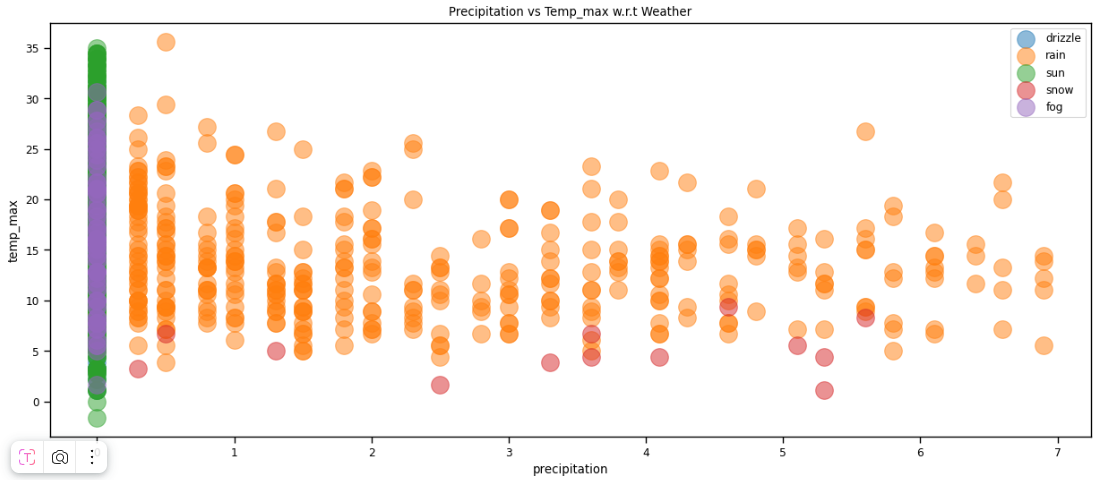 Precipitation vs Temp_max w.r.t Weather
drizzle
rain
sun
snow
fog
35
30
25
20
15
10
5
0
temp_max
1 2 3 4 5 6 7
precipitation
T